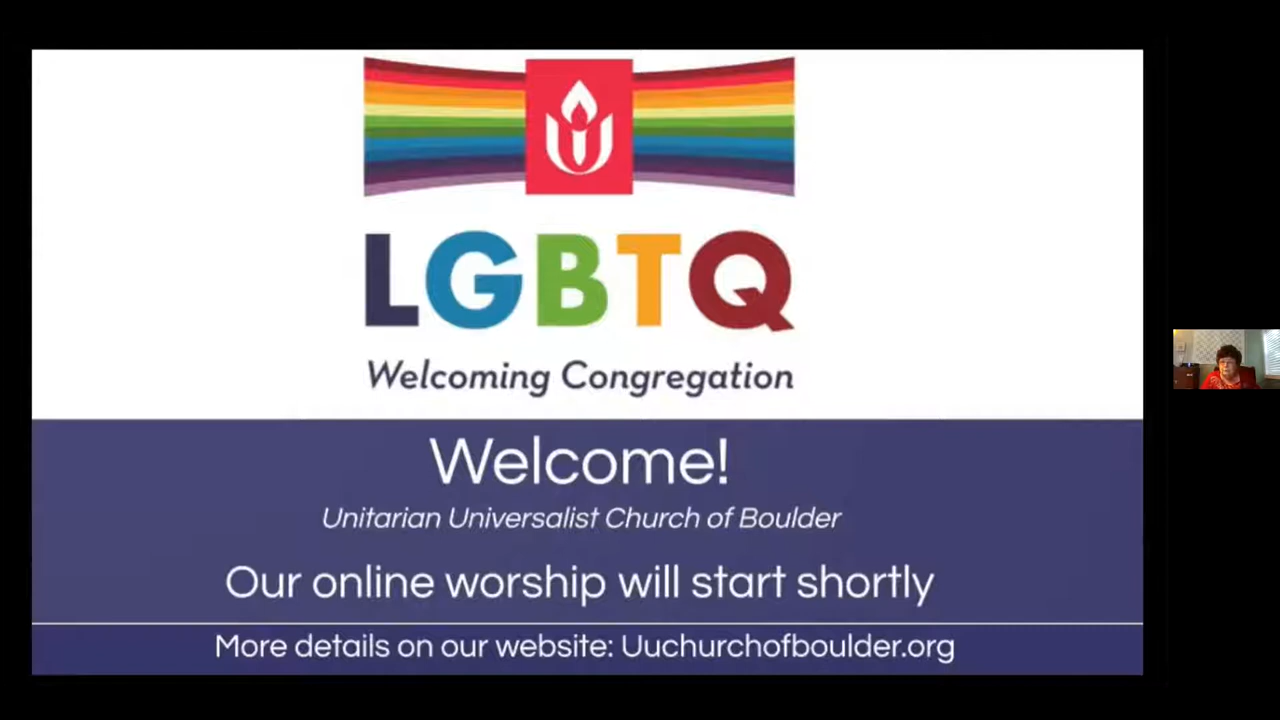 LGBTQ
Welcoming Congregation
Welcome!
Unitarian Universalist Church of Boulder
Our online worship will start shortly
More details on our website: Uuchurchofboulder.org